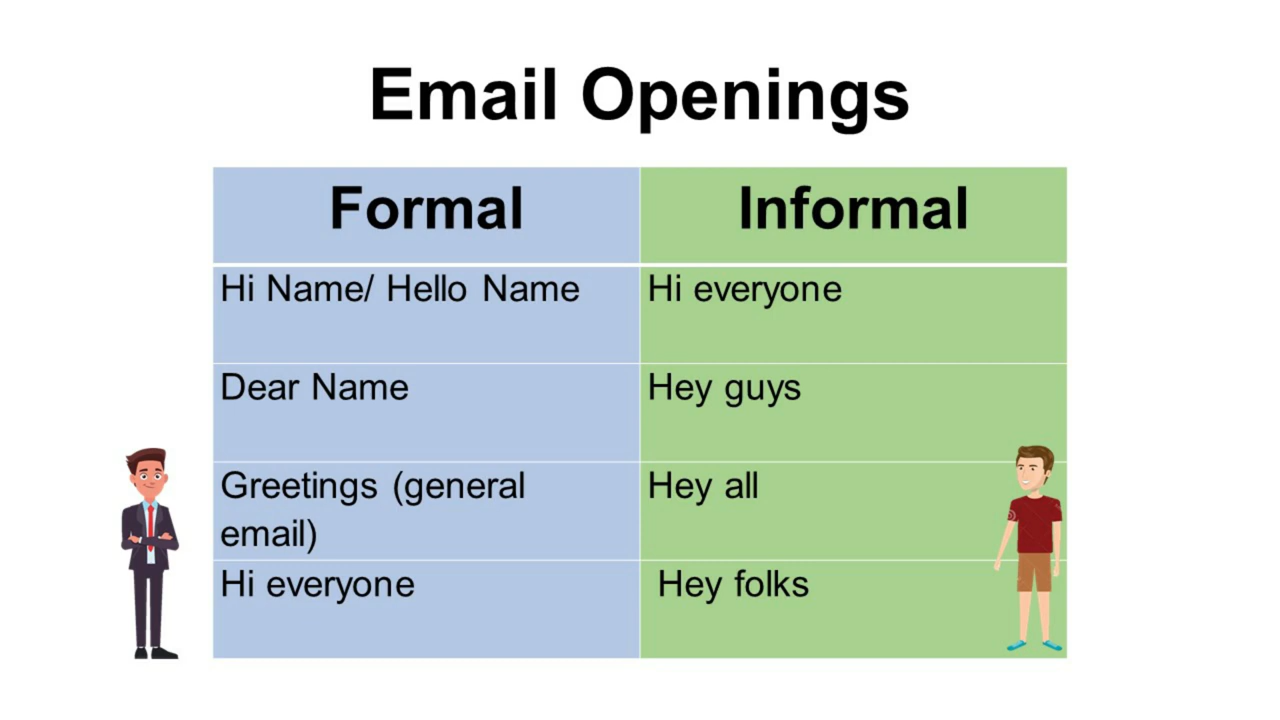 Email Openings
Formal
Informal
Hi Name/ Hello Name
Hi everyone
Dear Name
Hey guys
Greetings (general
email)
Hey all
Hi everyone
Hey folks